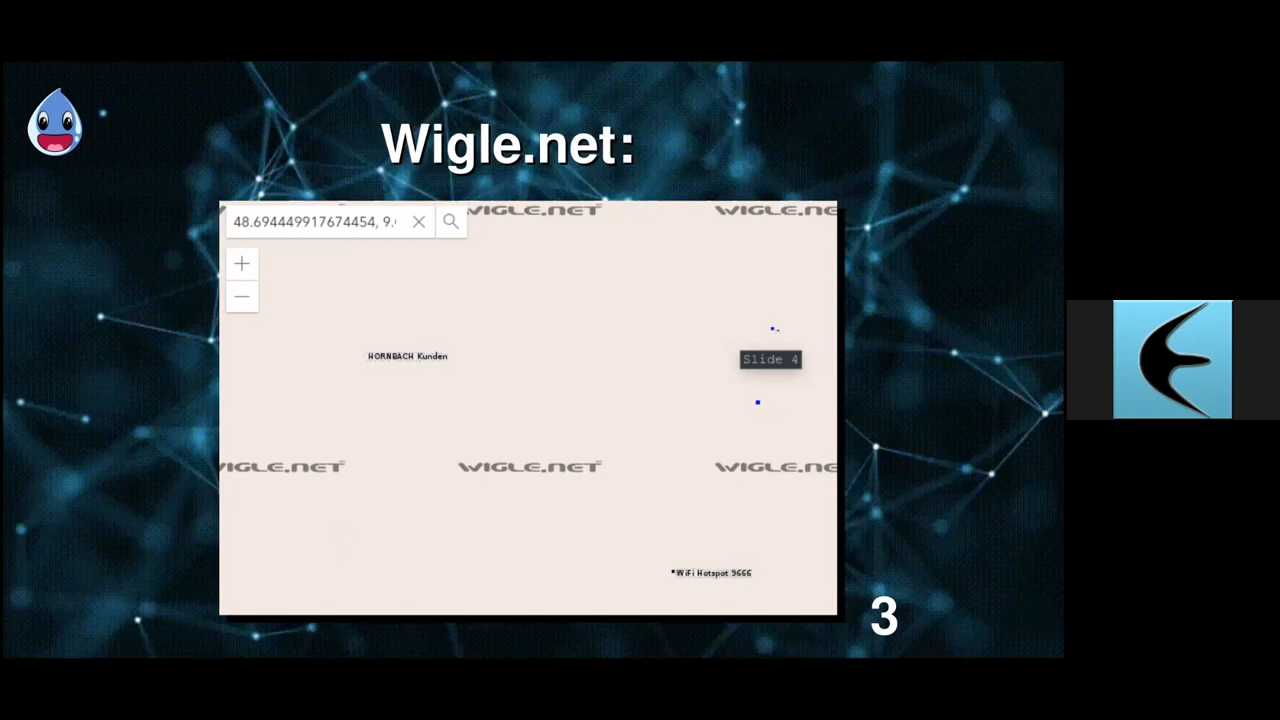 Wigle.net:
48.694449917674454, 9.
WIGLE.NET
WIGLE.NE
HORNBACH Kunden
Slide 4
WIGLE.NET
WIGLE.NET
WIGLE.NE
WiFi Hotspot 9666
3